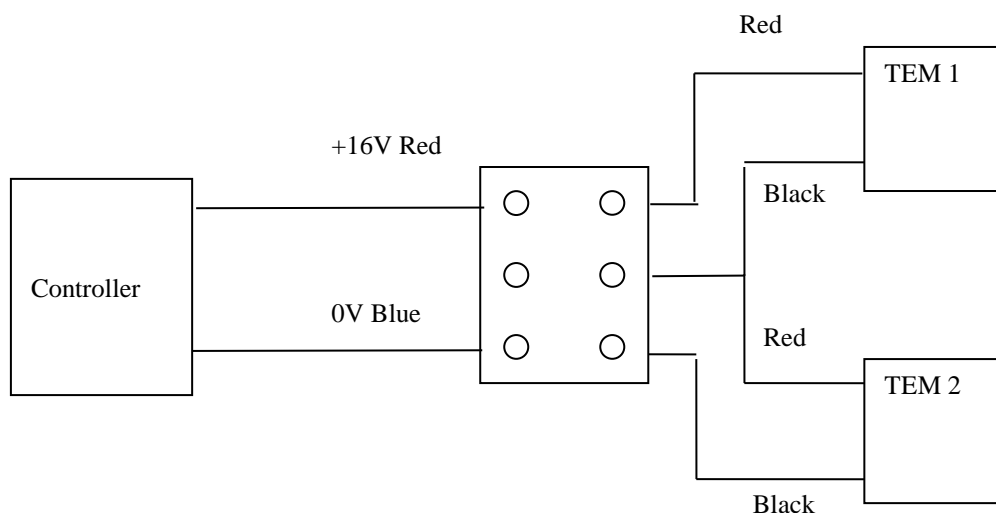 Red
TEM 1
+16V Red
Black
Controller
0V Blue
Red
TEM 2
Black